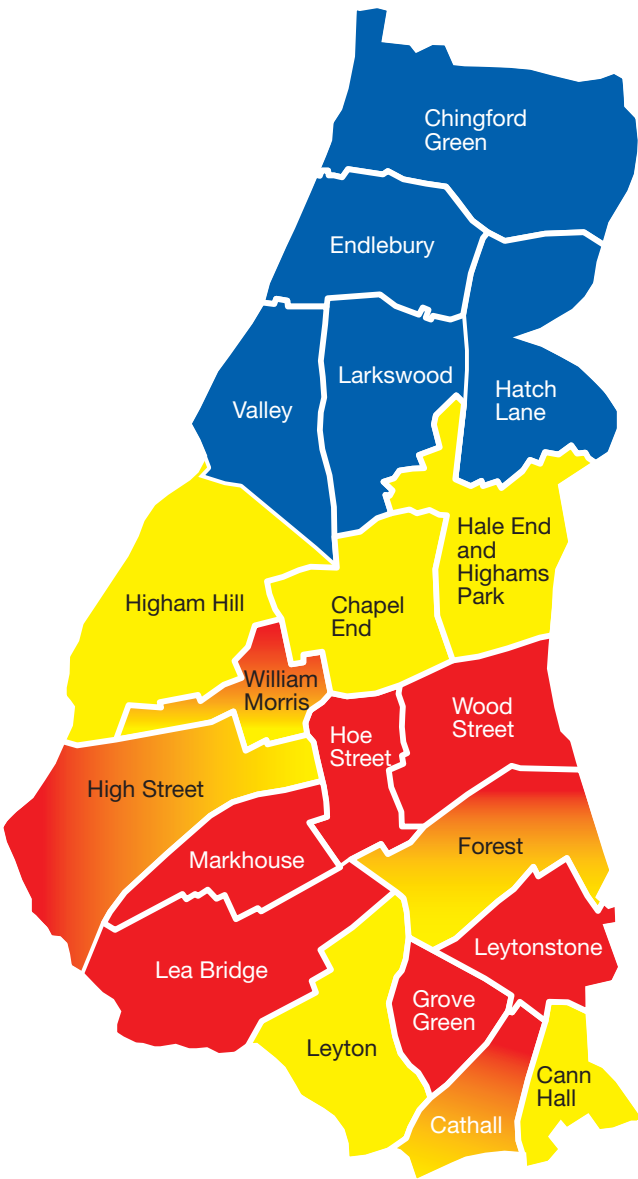 Chingford
Green
Endlebury
Larkswood
Valley
Hatch
Lane
Hale End
and
Highams
Park
Higham Hill
Chapel
End
William
Morris
Wood
Street
Hoe
Street
High Street
Forest
Markhouse
Leytonstone
Lea Bridge
Grove
Green
Leyton
Cann
Hall
Cathall